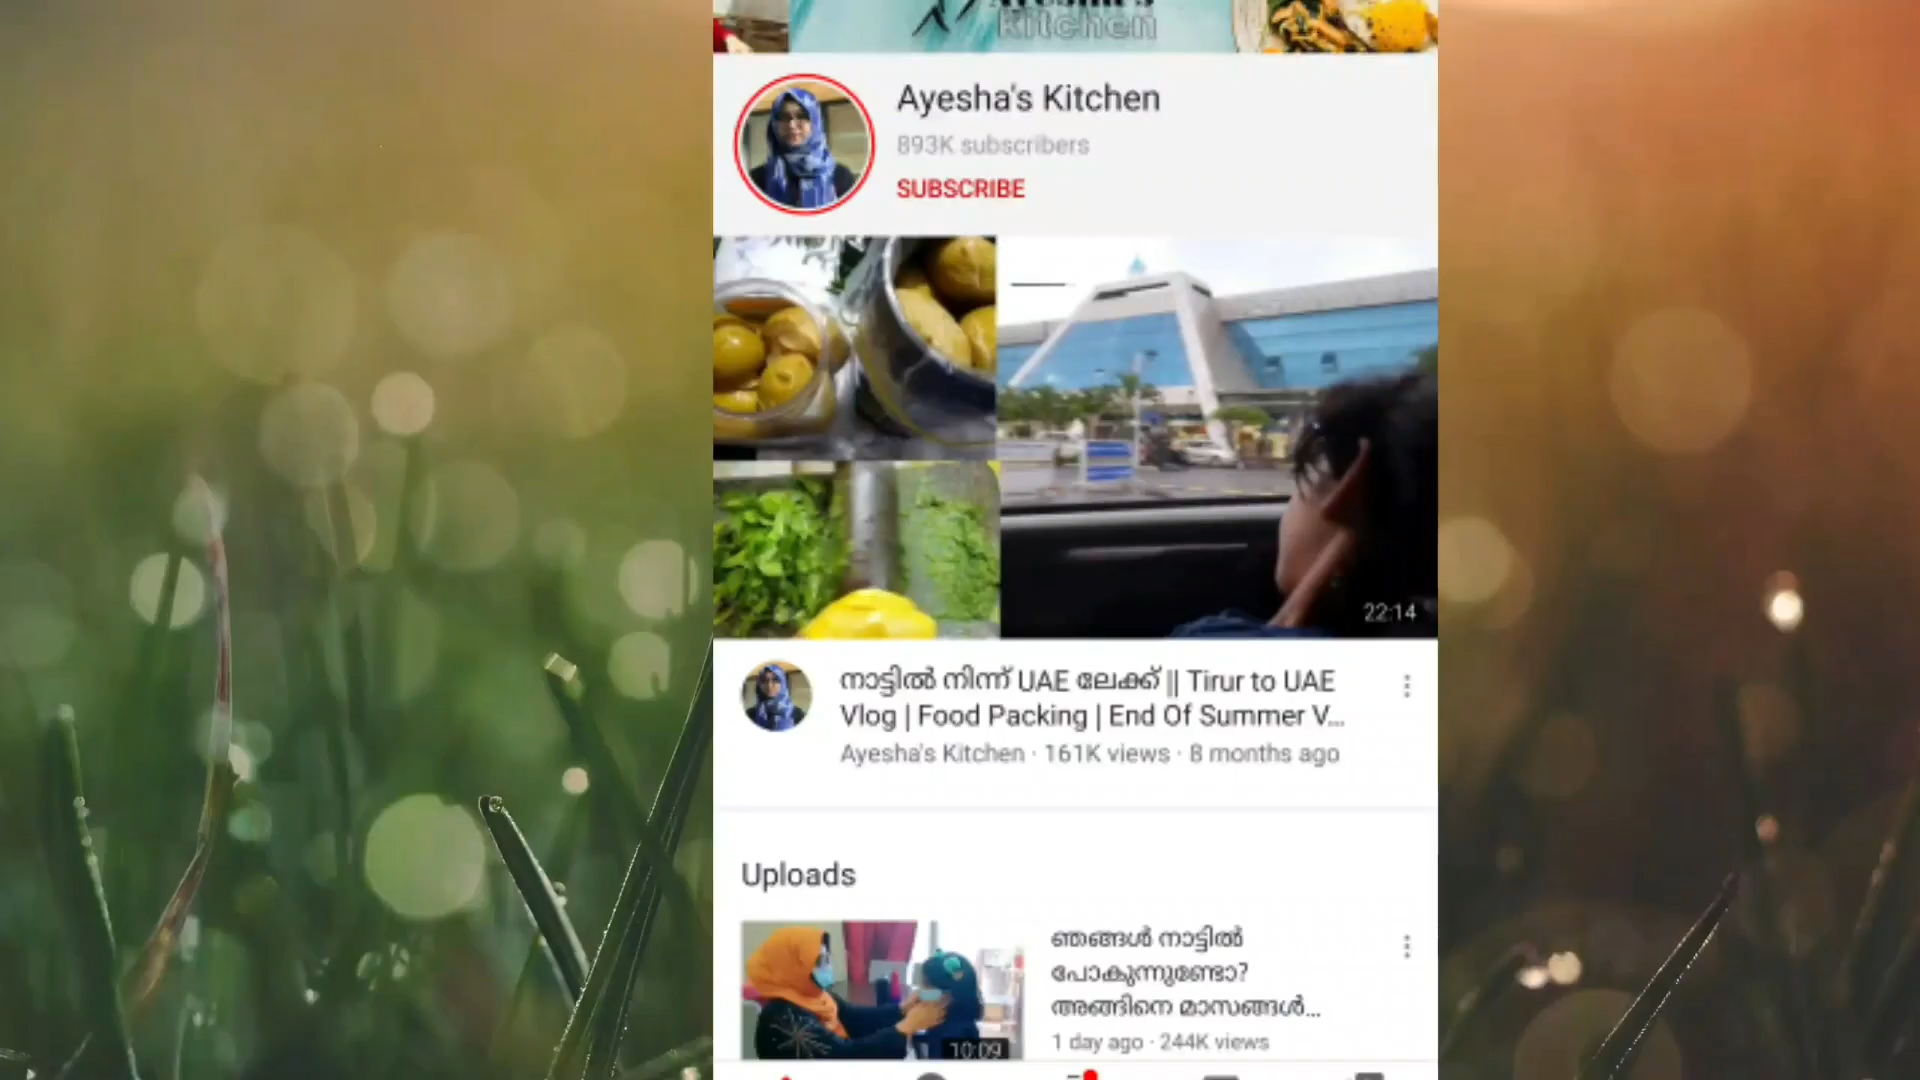 Kitchen
Ayesha's Kitchen
893K subscribers
SUBSCRIBE
22:14
നാട്ടിൽ നിന്ന് UAE ലേക്ക് || Tirur to UAE
Vlog | Food Packing | End Of Summer V...
Ayesha's Kitchen · 161K views · 8 months ago
Uploads
ഞങ്ങൾ നാട്ടിൽ
പോകുന്നുണ്ടോ?
അങ്ങിനെ മാസങ്ങൾ...
1 day ago · 244K views
10:09